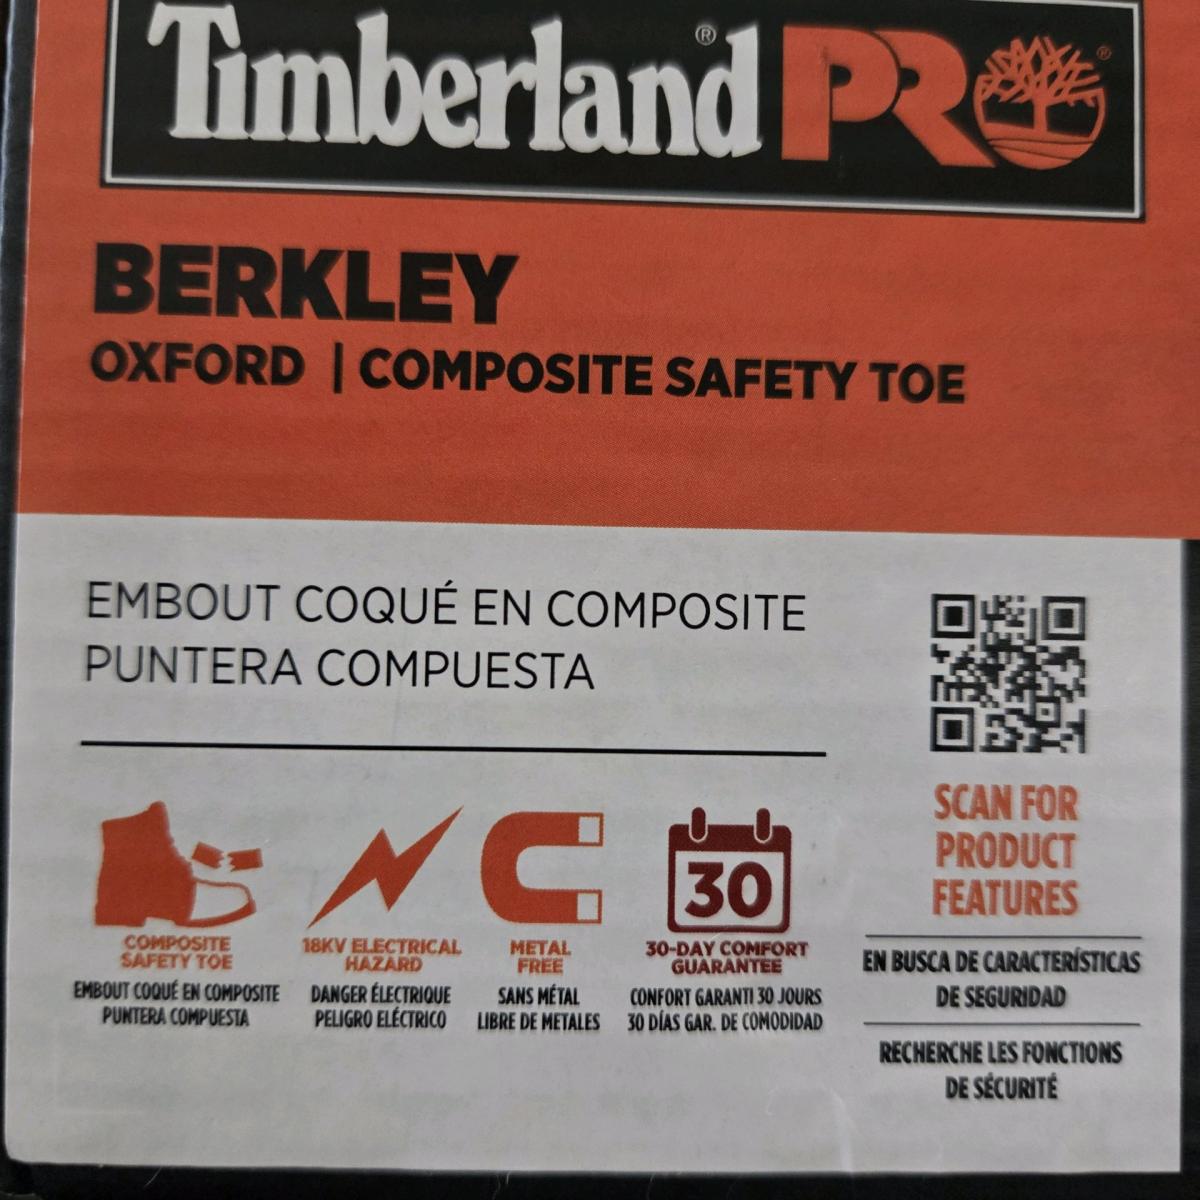 Timberland® PRO®
BERKLEY
OXFORD | COMPOSITE SAFETY TOE
EMBOUT COQUÉ EN COMPOSITE
PUNTERA COMPUESTA
COMPOSITE
SAFETY TOE
EMBOUT COQUÉ EN COMPOSITE
PUNTERA COMPUESTA
18KV ELECTRICAL
HAZARD
DANGER ÉLECTRIQUE
PELIGRO ELÉCTRICO
METAL
FREE
SANS MÉTAL
LIBRE DE METALES
30
30-DAY COMFORT
GUARANTEE
CONFORT GARANTI 30 JOURS
30 DÍAS GAR. DE COMODIDAD
SCAN FOR
PRODUCT
FEATURES
EN BUSCA DE CARACTERÍSTICAS
DE SEGURIDAD
RECHERCHE LES FONCTIONS
DE SÉCURITÉ